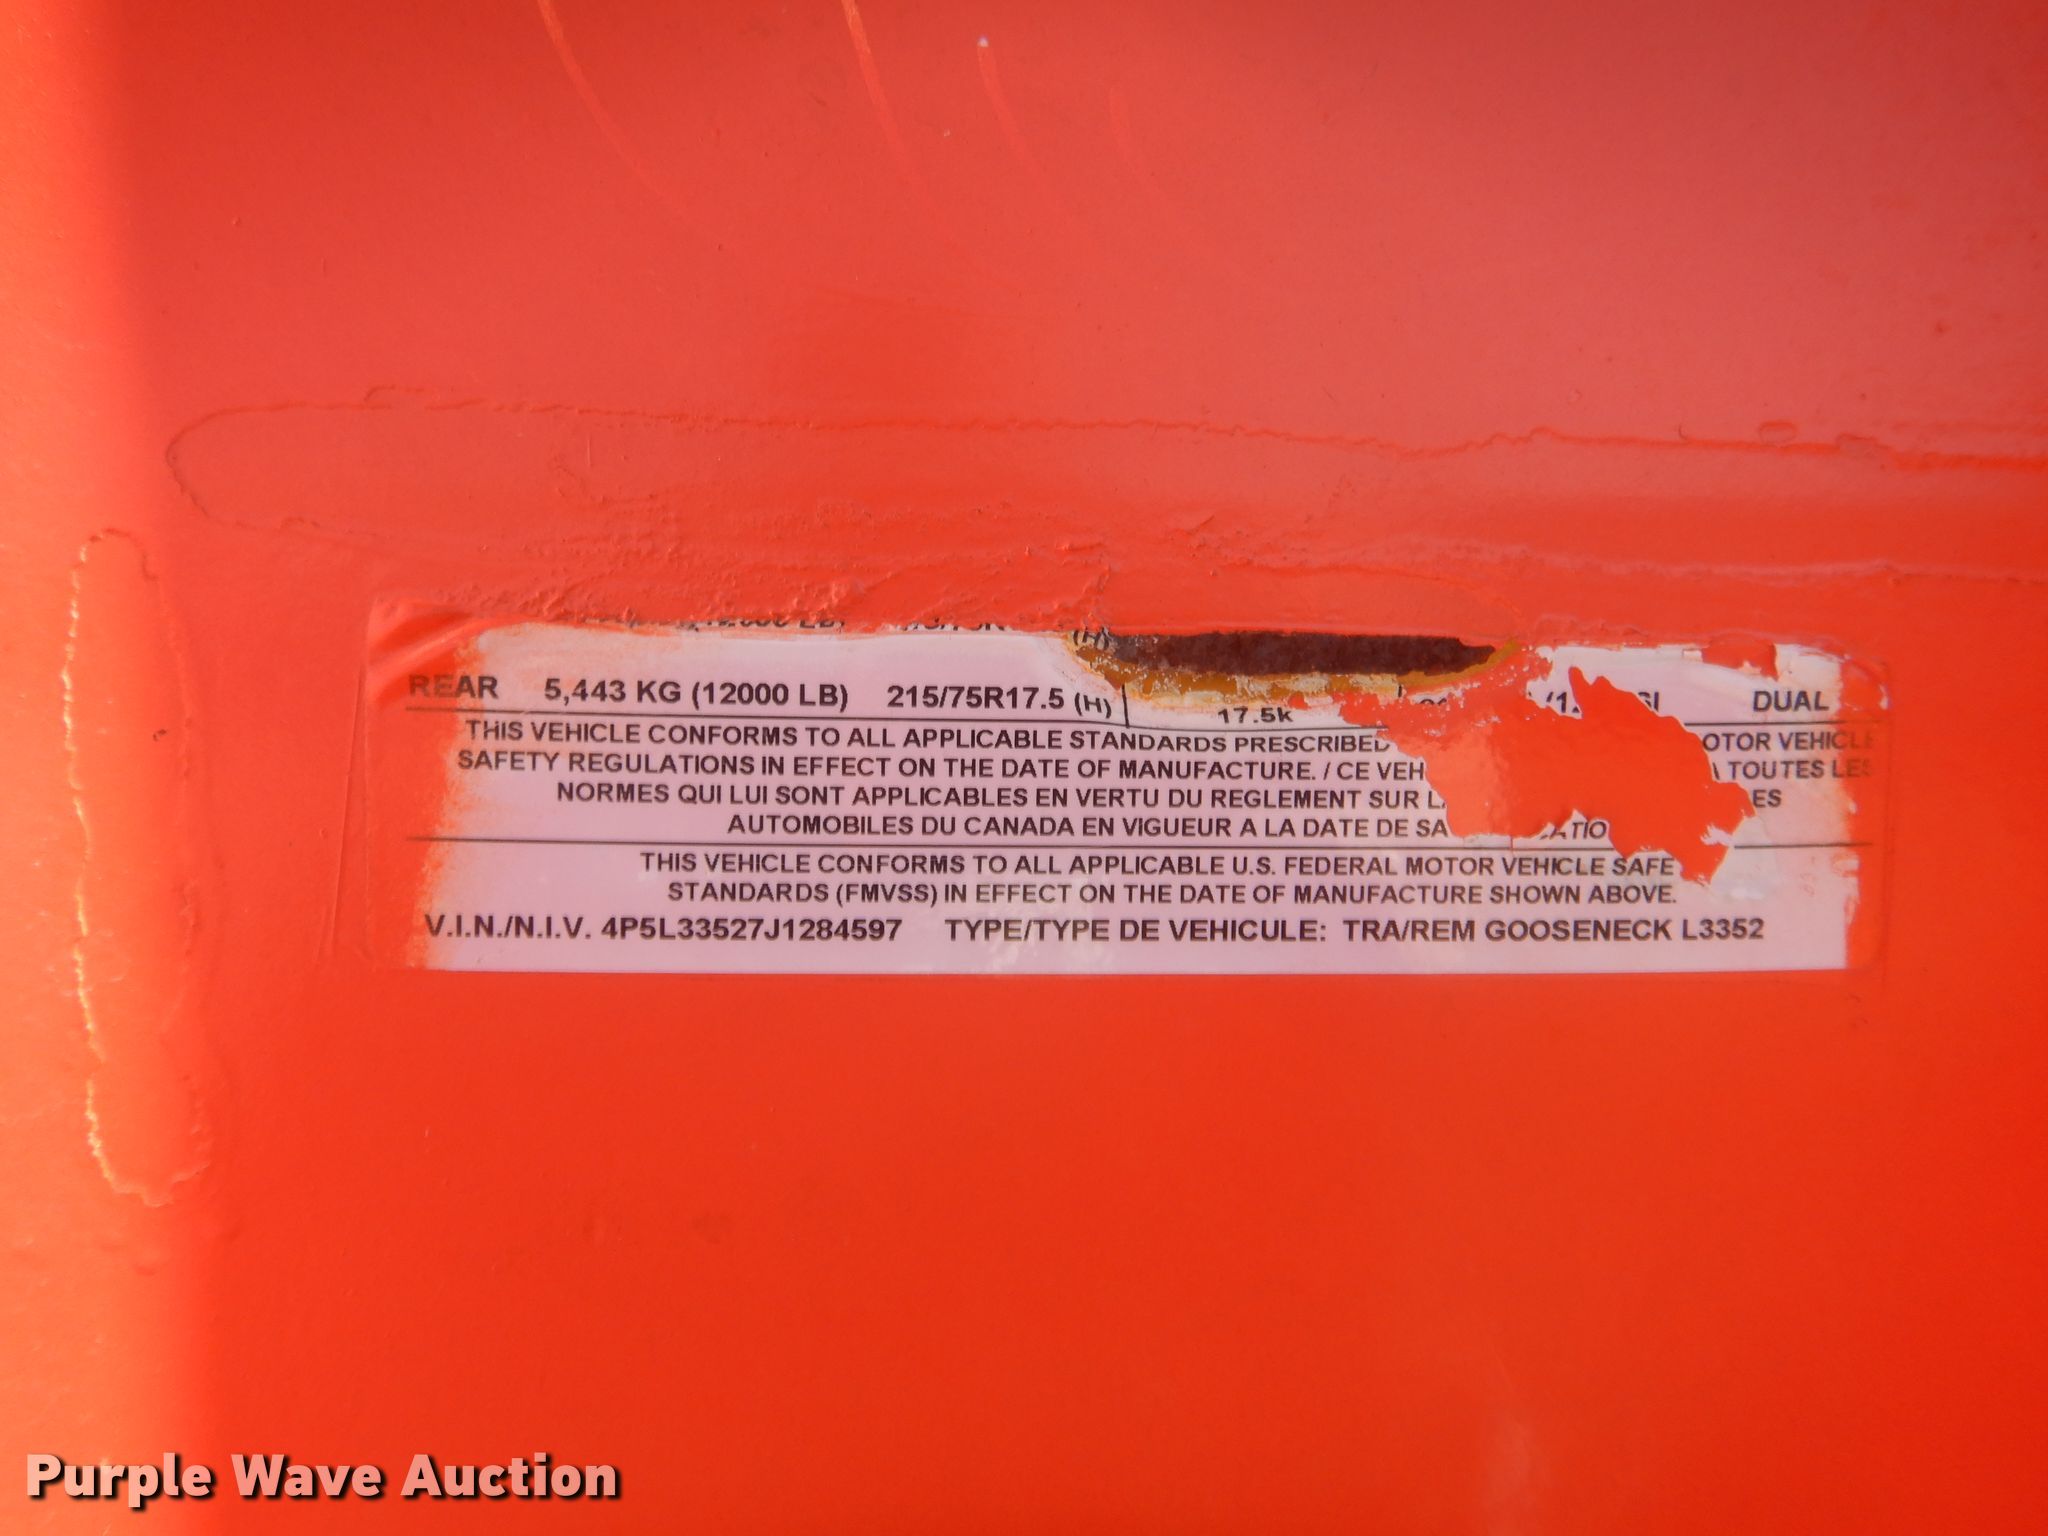 (H)
REAR 5,443 KG (12000 LB) 215/75R17.5 (H) 17.5k DUAL
THIS VEHICLE CONFORMS TO ALL APPLICABLE STANDARDS PRESCRIBED VEHICLE
SAFETY REGULATIONS IN EFFECT ON THE DATE OF MANUFACTURE. / CE TOUTES LES
NORMES QUI LUI SONT APPLICABLES EN VERTU DU REGLEMENT SUR
AUTOMOBILES DU CANADA EN VIGUEUR A LA DATE DE
THIS VEHICLE CONFORMS TO ALL APPLICABLE U.S. FEDERAL MOTOR VEHICLE
STANDARDS (FMVSS) IN EFFECT ON THE DATE OF MANUFACTURE SHOWN ABOVE.
V.I.N./N.I.V. 4P5L33527J1284597 TYPE/TYPE DE VEHICULE: TRA/REM GOOSENECK L3352
Purple Wave Auction